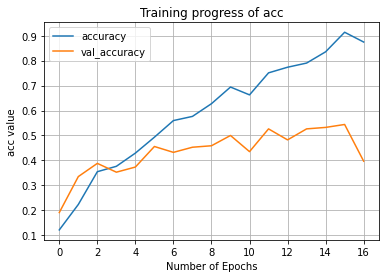 Training progress of acc
accuracy
val_accuracy
acc value
0.9
0.8
0.7
0.6
0.5
0.4
0.3
0.2
0.1
0 2 4 6 8 10 12 14 16
Number of Epochs